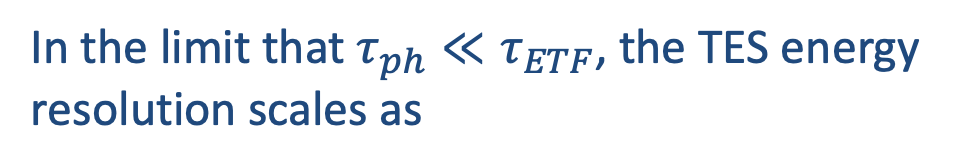 In the limit that τ_ph ≪ τ_ETF, the TES energy
resolution scales as